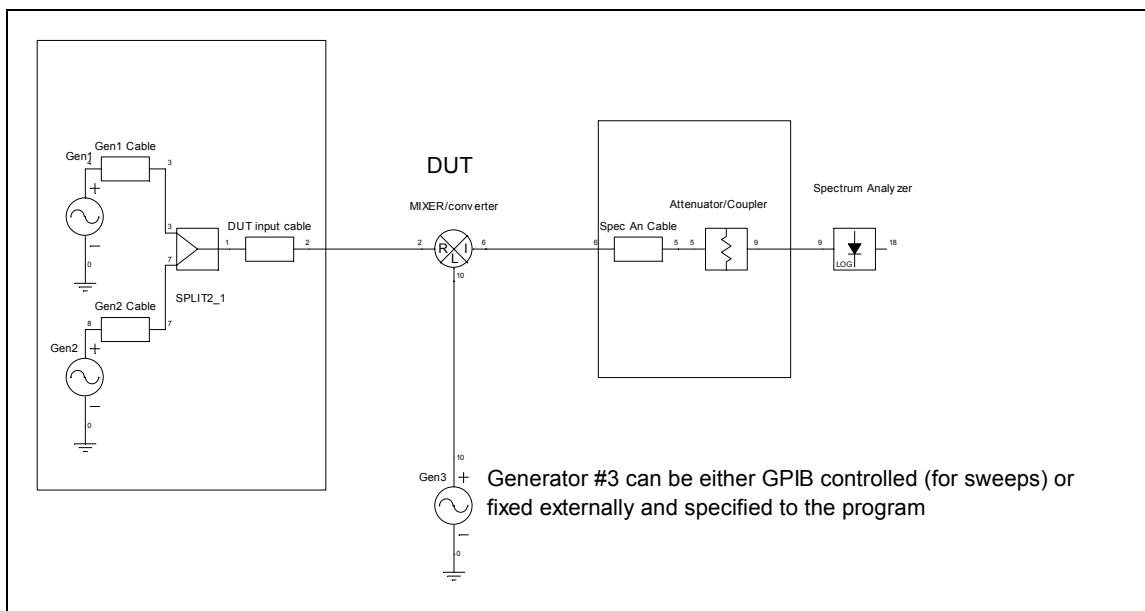 Gen1 Cable
Gen1
4
3
3
DUT input cable
1
2
7
0
SPLIT2_1
Gen2 Cable
8
7
Gen2
0
DUT
MIXER/converter
2
R
I
L
6
10
10
Gen3
0
Generator #3 can be either GPIB controlled (for sweeps) or
fixed externally and specified to the program
Attenuator/Coupler
Spec An Cable
6
5
5
9
Spectrum Analyzer
9
LOG
18